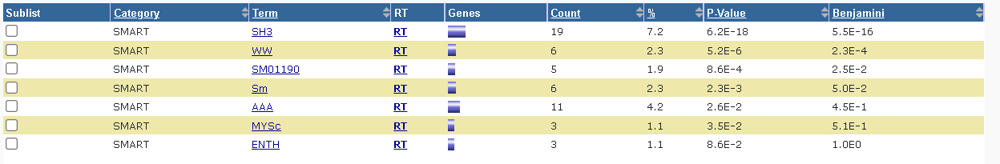 Sublist Category Term RT Genes Count % P-Value Benjamini
SMART SH3 RT 19 7.2 6.2E-18 5.5E-16
SMART WW RT 6 2.3 5.2E-6 2.3E-4
SMART SM01190 RT 5 1.9 8.6E-4 2.5E-2
SMART Sm RT 6 2.3 2.3E-3 5.0E-2
SMART AAA RT 11 4.2 2.6E-2 4.5E-1
SMART MYSc RT 3 1.1 3.5E-2 5.1E-1
SMART ENTH RT 3 1.1 8.6E-2 1.0E0